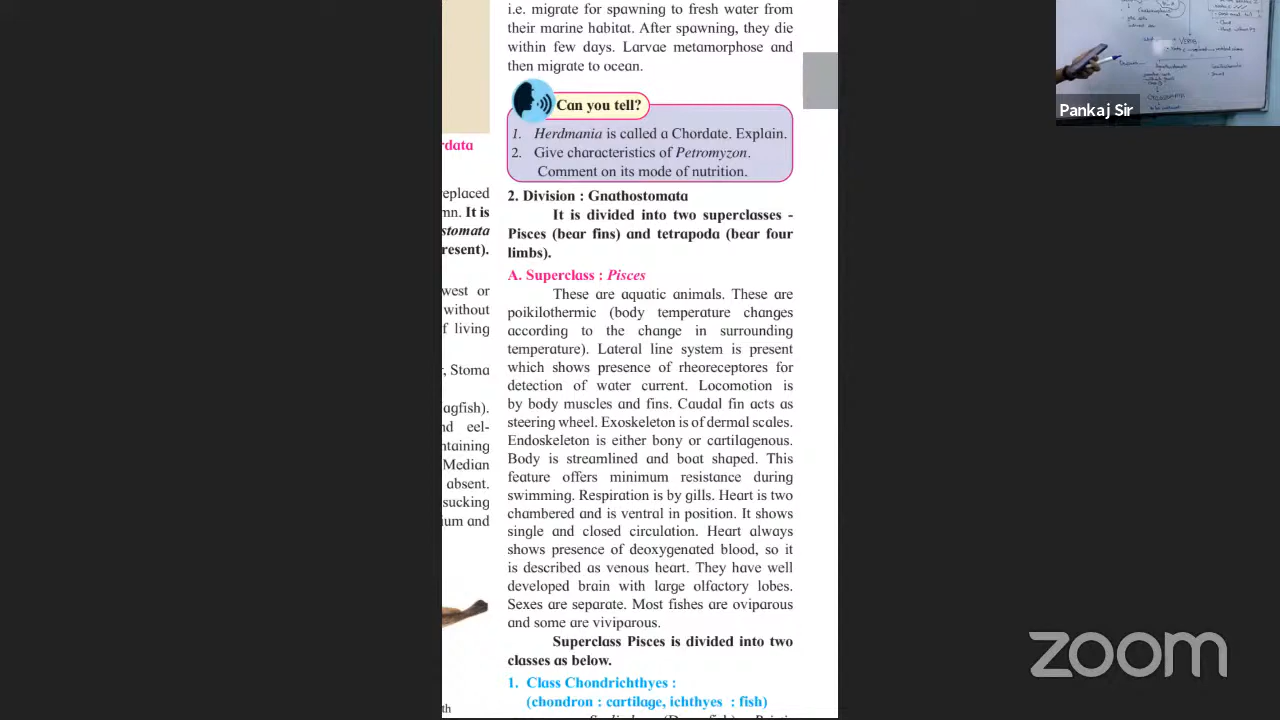 i.e. migrate for spawning to fresh water from
their marine habitat. After spawning, they die
within few days. Larvae metamorphose and
then migrate to ocean.
Can you tell?
1. Herdmania is called a Chordate. Explain.
2. Give characteristics of Petromyzon.
Comment on its mode of nutrition.
2. Division : Gnathostomata
It is divided into two superclasses -
Pisces (bear fins) and tetrapoda (bear four
limbs).
A. Superclass : Pisces
These are aquatic animals. These are
poikilothermic (body temperature changes
according to the change in surrounding
temperature). Lateral line system is present
which shows presence of rheoreceptores for
detection of water current. Locomotion is
by body muscles and fins. Caudal fin acts as
steering wheel. Exoskeleton is of dermal scales.
Endoskeleton is either bony or cartilagenous.
Body is streamlined and boat shaped. This
feature offers minimum resistance during
swimming. Respiration is by gills. Heart is two
chambered and is ventral in position. It shows
single and closed circulation. Heart always
shows presence of deoxygenated blood, so it
is described as venous heart. They have well
developed brain with large olfactory lobes.
Sexes are separate. Most fishes are oviparous
and some are viviparous.
Superclass Pisces is divided into two
classes as below.
1. Class Chondrichthyes :
(chondron : cartilage, ichthyes : fish)
rdata
eplaced
mn. It is
stomata
resent).
west or
without
f living
, Stoma
agfish).
nd eel-
ntaining
Median
absent.
sucking
ium and
th
Pankaj Sir
zoom